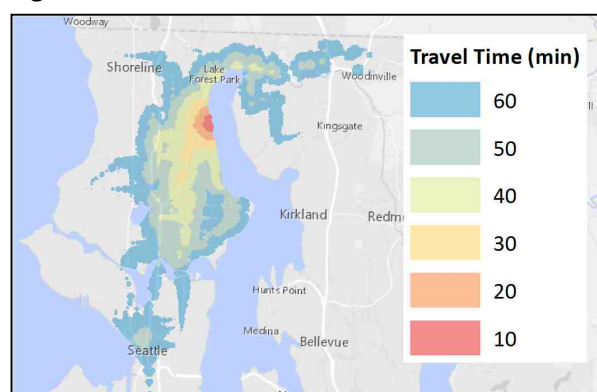 Woodway
Shoreline
Lake
Forest Park
Woodinville
Kingsgate
Kirkland
Redm
Hunts Point
Medina
Bellevue
Seattle
Travel Time (min)
60
50
40
30
20
10